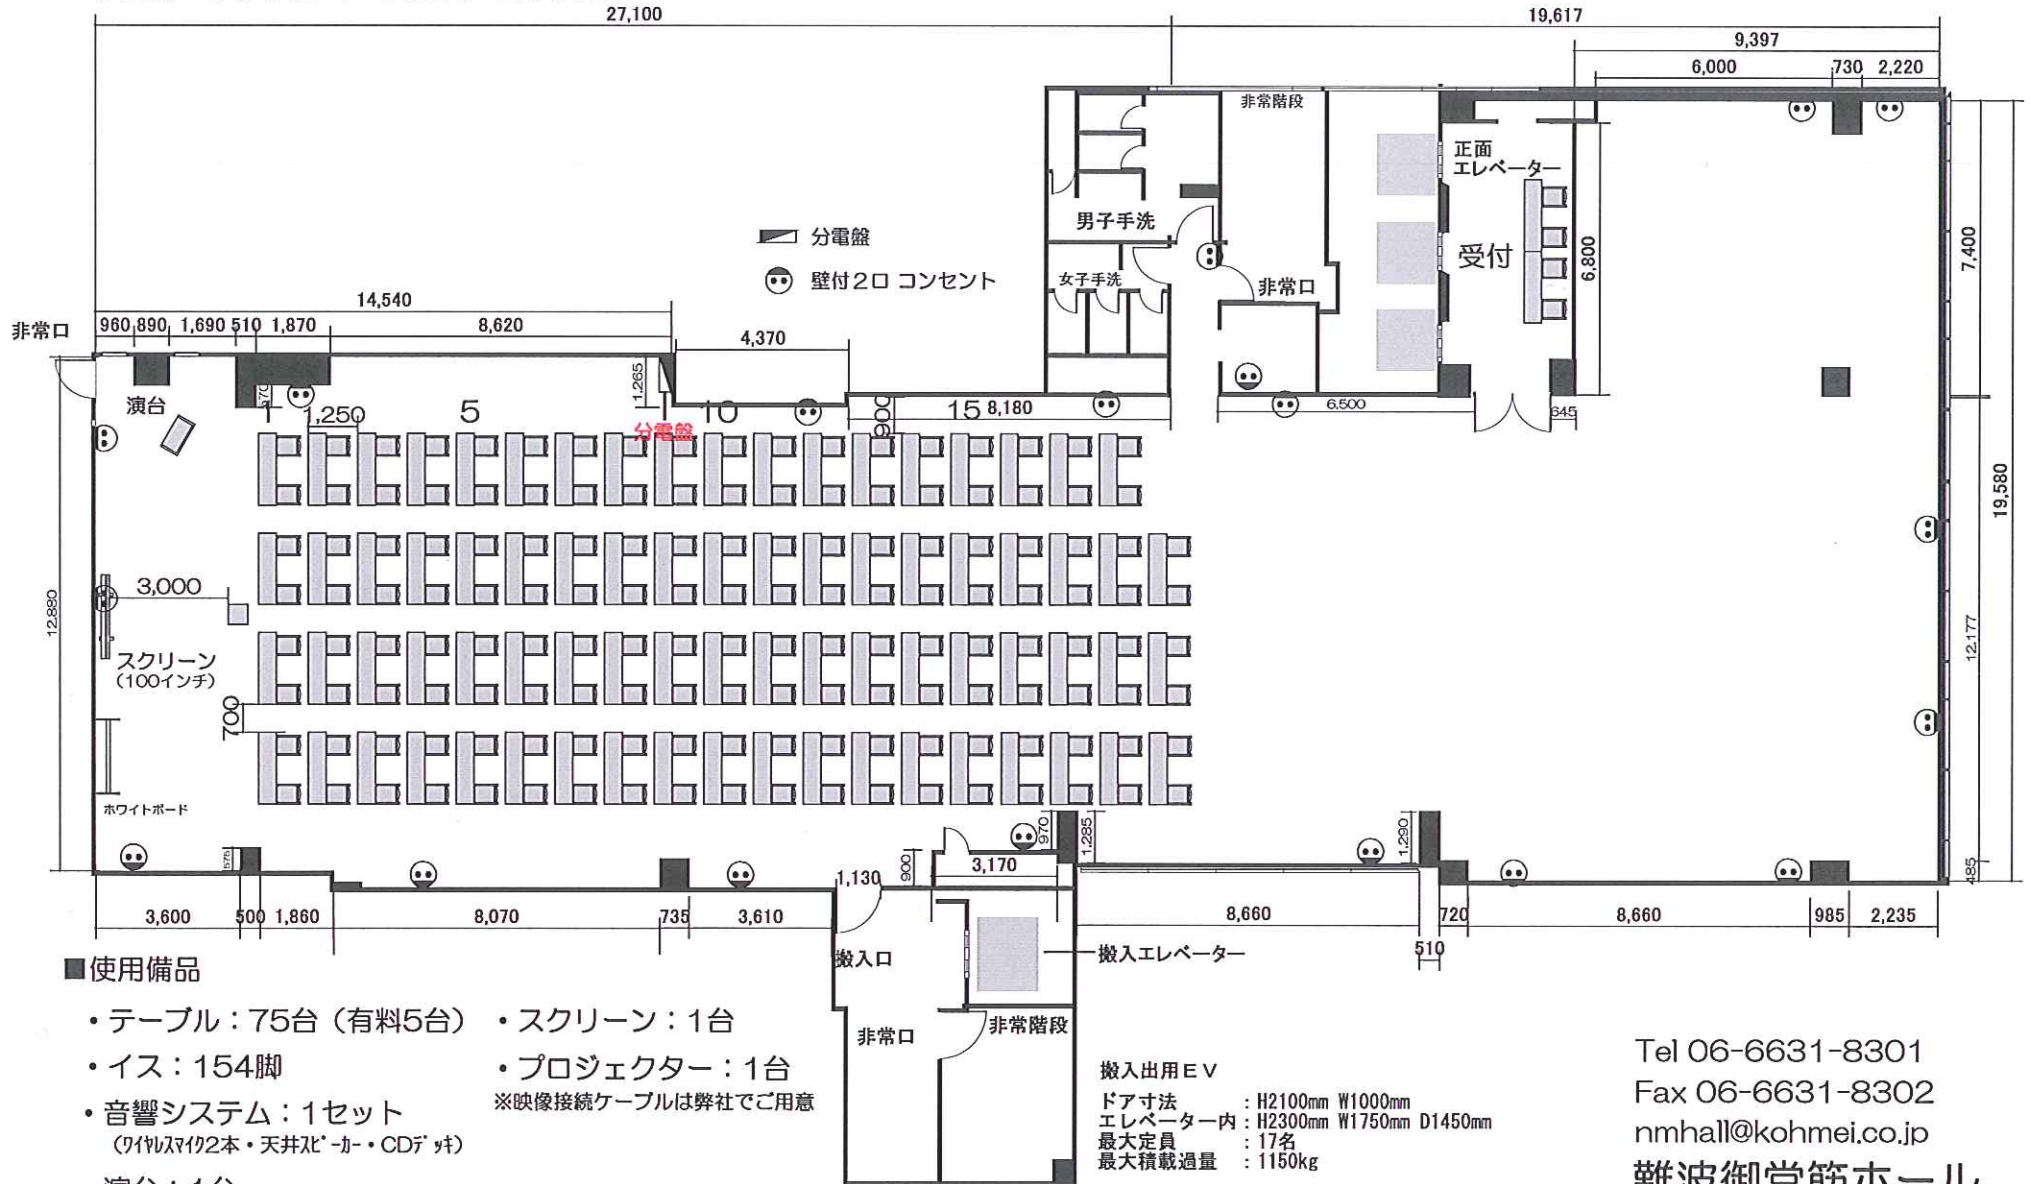 27,100
19,617
9,397
6,000
730
2,220
非常階段
正面
エレベーター
男子手洗
分電盤
受付
6,800
7,400
壁付2口 コンセント
女子手洗
非常口
14,540
非常口
960
890
1,690
510
1,870
8,620
4,370
1,265
670
演台
1,250
5
10
900
15
8,180
6,500
645
分電盤
19,580
3,000
12,880
スクリーン
(100インチ)
12,177
700
ホワイトボード
575
970
1,285
1,290
900
3,170
485
1,130
3,600
500
1,860
8,070
735
3,610
8,660
720
8,660
985
2,235
510
搬入口
搬入エレベーター
■使用備品
・テーブル：75台（有料5台）
・スクリーン：1台
・イス：154脚
・プロジェクター：1台
※映像接続ケーブルは弊社でご用意
・音響システム：1セット
（ワイヤレスマイク2本・天井スピーカー・CDデッキ）
演台：1台
非常口
非常階段
搬入出用EV
ドア寸法 ：H2100mm W1000mm
エレベーター内：H2300mm W1750mm D1450mm
最大定員 ：17名
最大積載過量 ：1150kg
Tel 06-6631-8301
Fax 06-6631-8302
nmhall@kohmei.co.jp
難波御堂筋ホール